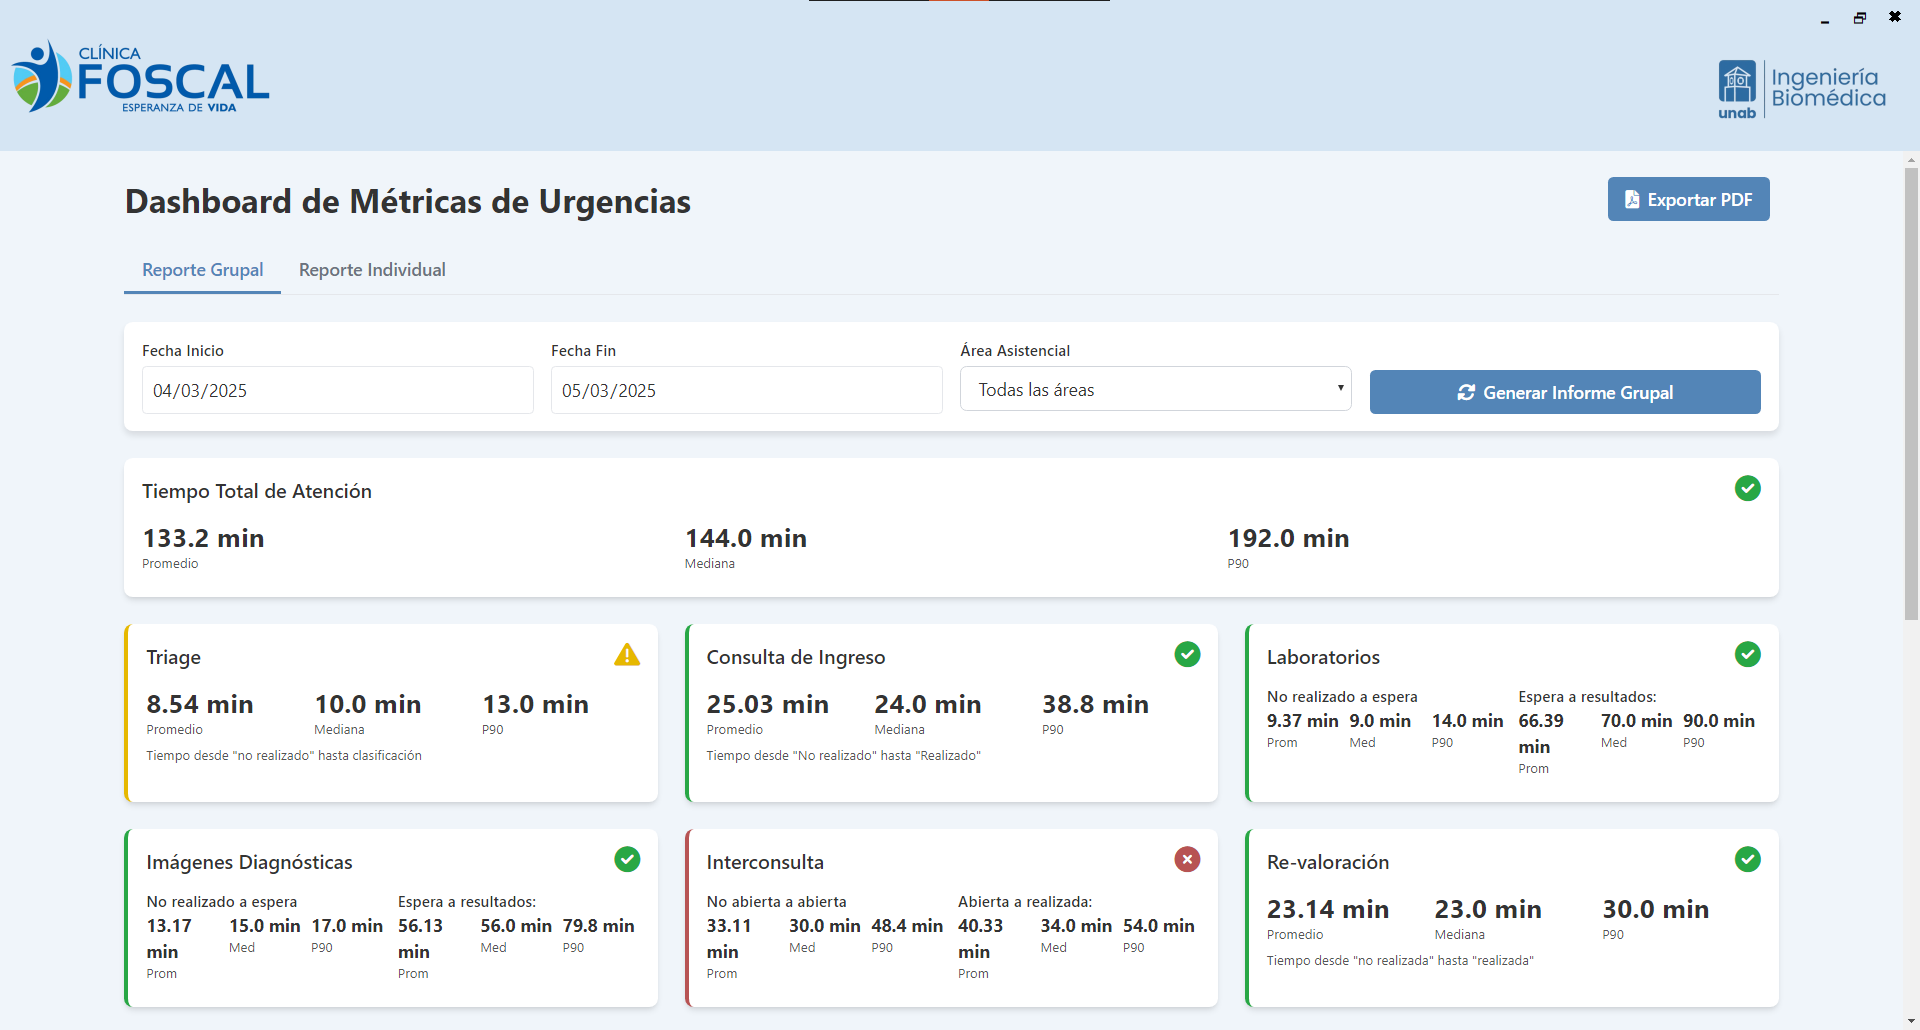 CLÍNICA
FOSCAL
ESPERANZA DE VIDA
unab
Ingeniería
Biomédica
Dashboard de Métricas de Urgencias
Exportar PDF
Reporte Grupal
Reporte Individual
Fecha Inicio
Fecha Fin
Área Asistencial
04/03/2025
05/03/2025
Todas las áreas
Generar Informe Grupal
Tiempo Total de Atención
133.2 min
144.0 min
192.0 min
Promedio
Mediana
P90
Triage
8.54 min
10.0 min
13.0 min
Promedio
Mediana
P90
Tiempo desde "no realizado" hasta clasificación
Consulta de Ingreso
25.03 min
24.0 min
38.8 min
Promedio
Mediana
P90
Tiempo desde "No realizado" hasta "Realizado"
Laboratorios
No realizado a espera
9.37 min
9.0 min
14.0 min
Prom
Med
P90
Espera a resultados:
66.39
min
70.0 min
90.0 min
Prom
Med
P90
Imágenes Diagnósticas
No realizado a espera
13.17
min
15.0 min
17.0 min
Prom
Med
P90
Espera a resultados:
56.13
min
56.0 min
79.8 min
Prom
Med
P90
Interconsulta
No abierta a abierta
33.11
min
30.0 min
48.4 min
Prom
Med
P90
Abierta a realizada:
40.33
min
34.0 min
54.0 min
Prom
Med
P90
Re-valoración
23.14 min
23.0 min
30.0 min
Promedio
Mediana
P90
Tiempo desde "no realizada" hasta "realizada"